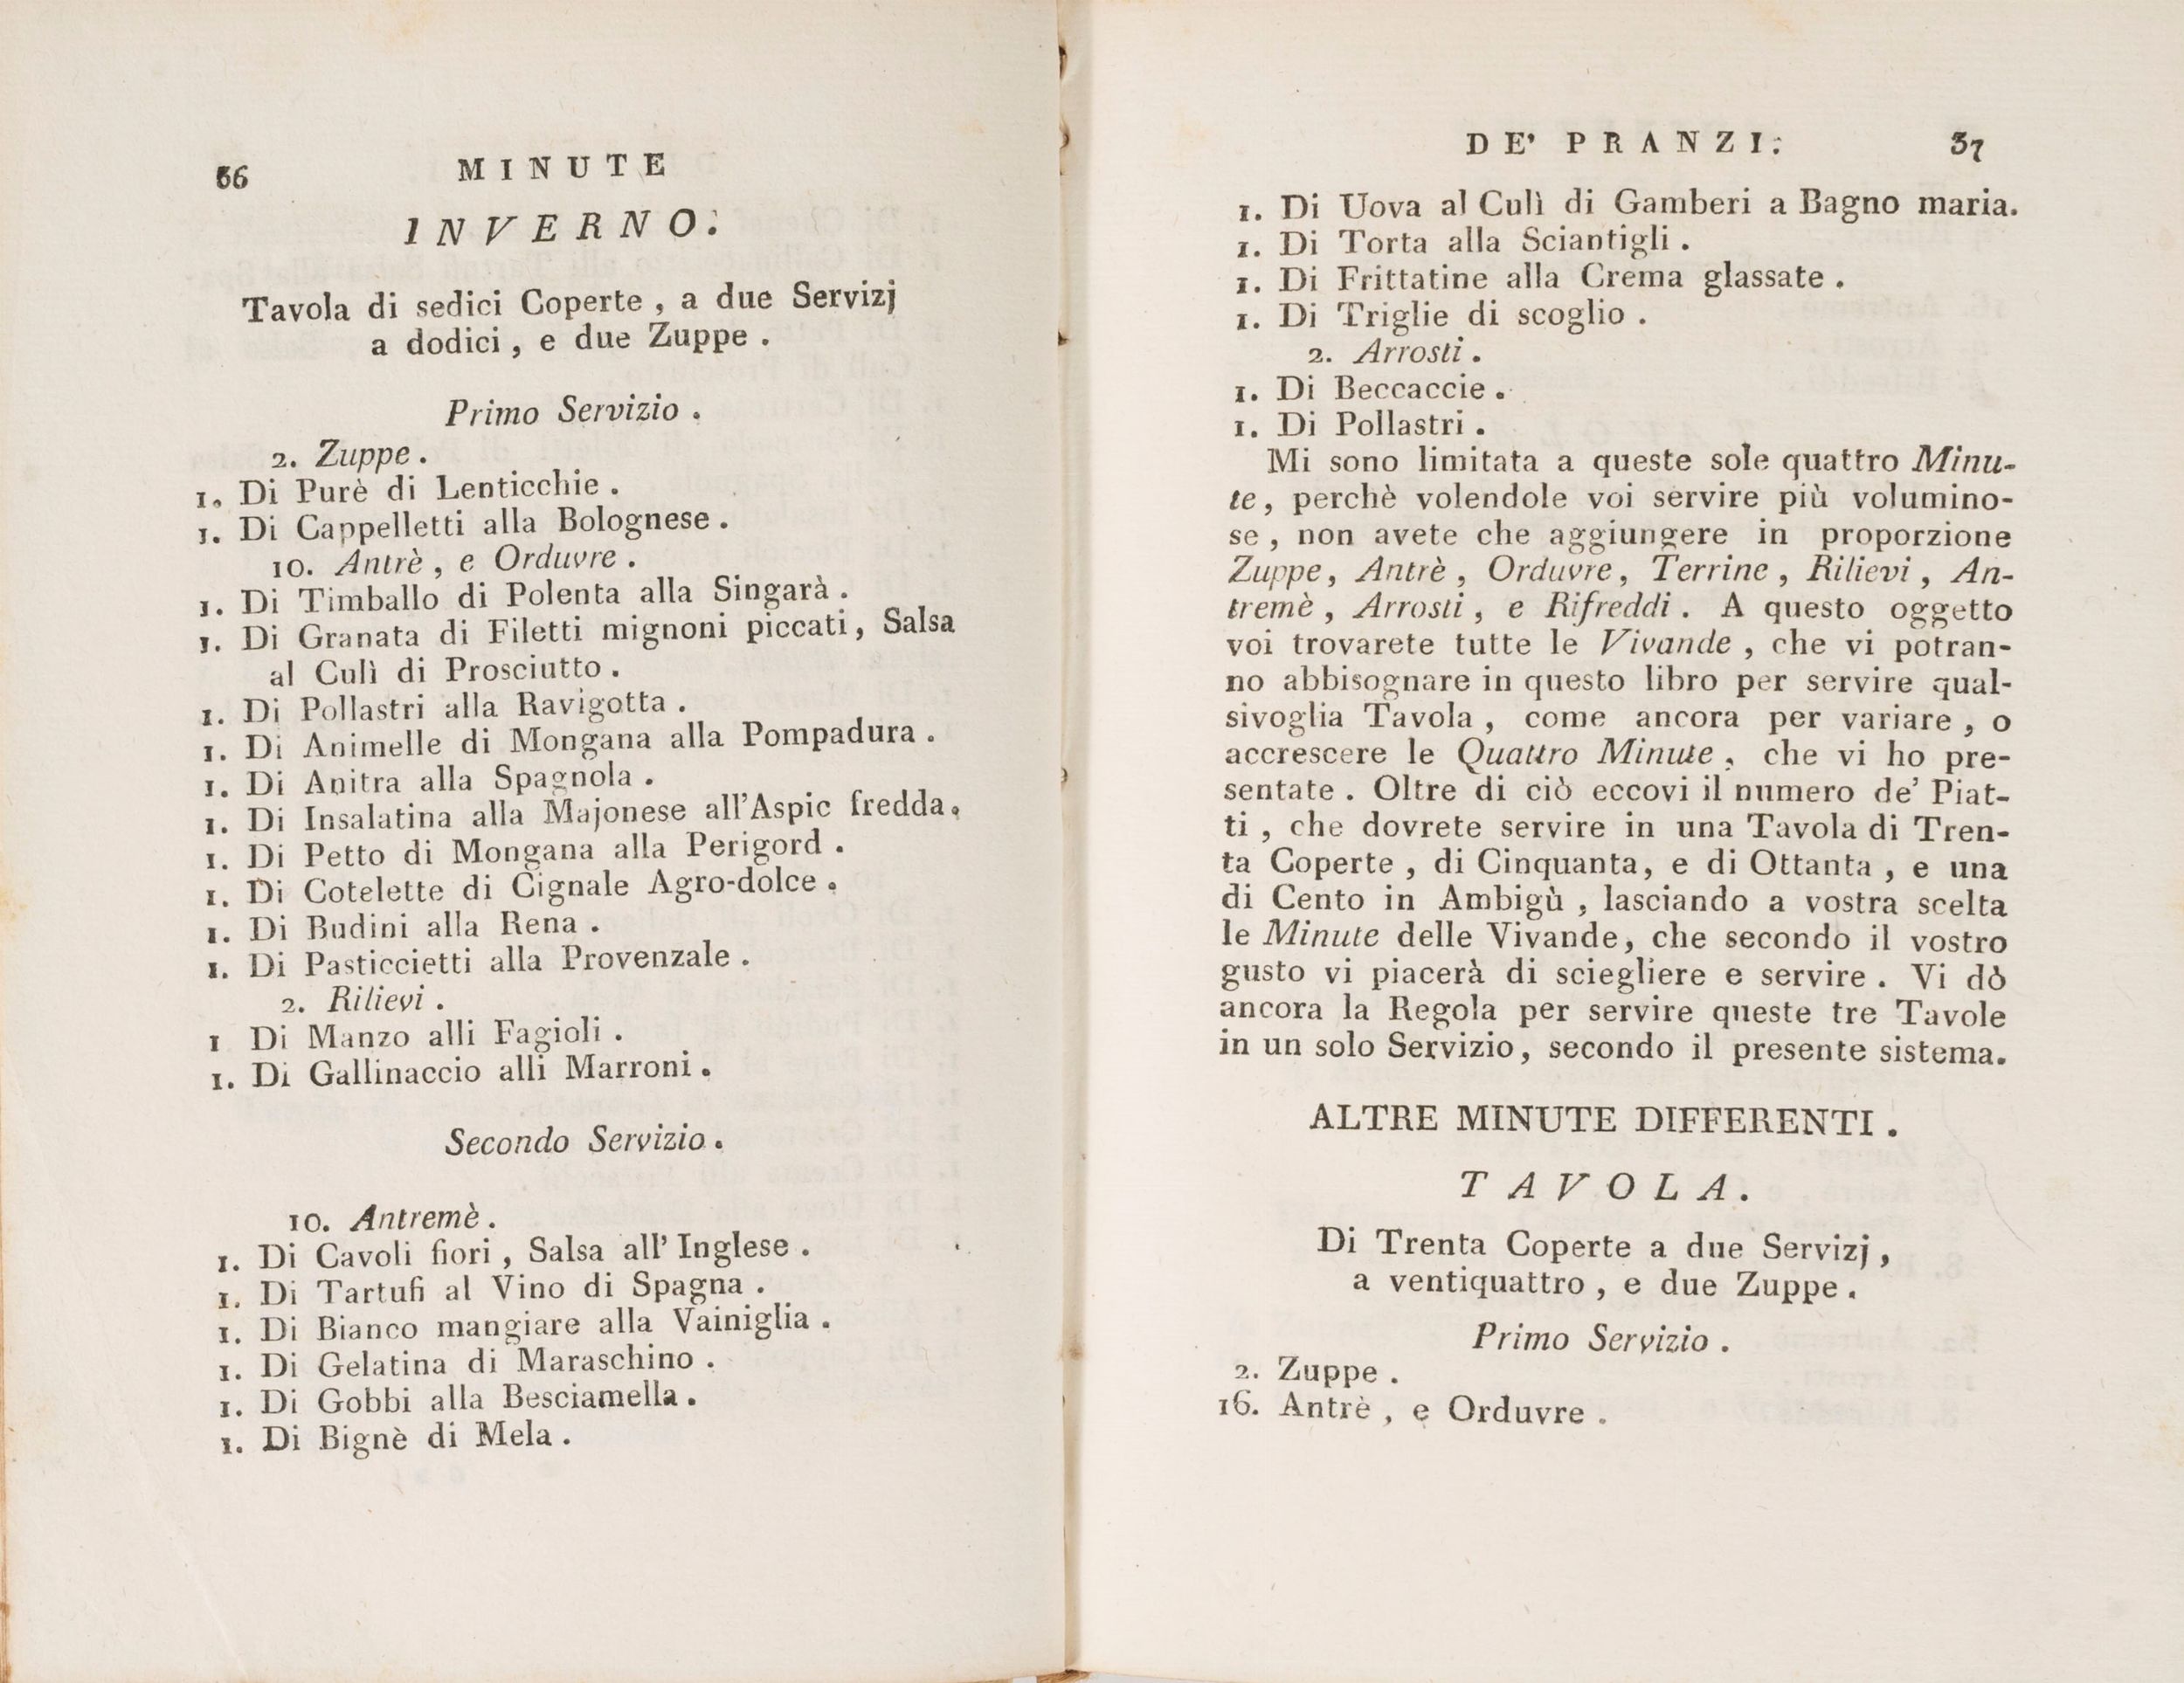 36 MINUTE
INVERNO.
Tavola di sedici Coperte , a due Servizj
a dodici , e due Zuppe .
Primo Servizio .
2. Zuppe .
1. Di Purè di Lenticchie .
1. Di Cappelletti alla Bolognese .
10. Antrè , e Orduvre .
1. Di Timballo di Polenta alla Singarà .
1. Di Granata di Filetti mignoni piccati , Salsa
al Culì di Prosciutto .
1. Di Pollastri alla Ravigotta .
1. Di Animelle di Mongana alla Pompadura .
1. Di Anitra alla Spagnola .
1. Di Insalatina alla Majonese all'Aspic fredda .
1. Di Petto di Mongana alla Perigord .
1. Di Cotelette di Cignale Agro-dolce .
1. Di Budini alla Rena .
1. Di Pasticcietti alla Provenzale .
2. Rilievi .
1 Di Manzo alli Fagioli .
1. Di Gallinaccio alli Marroni .
Secondo Servizio .
10. Antremè .
1. Di Cavoli fiori , Salsa all' Inglese .
1. Di Tartufi al Vino di Spagna .
1. Di Bianco mangiare alla Vainiglia .
1. Di Gelatina di Maraschino .
1. Di Gobbi alla Besciamella .
1. Di Bignè di Mela .
DE' PRANZI. 37
1. Di Uova al Culì di Gamberi a Bagno maria.
1. Di Torta alla Sciantiglì .
1. Di Frittatine alla Crema glassate .
1. Di Triglie di scoglio .
2. Arrosti .
1. Di Beccaccie .
1. Di Pollastri .
Mi sono limitata a queste sole quattro Minu-
te , perchè volendole voi servire più volumino-
se , non avete che aggiungere in proporzione
Zuppe , Antrè , Orduvre , Terrine , Rilievi , An-
tremè , Arrosti , e Rifreddi . A questo oggetto
voi trovarete tutte le Vivande , che vi potran-
no abbisognare in questo libro per servire qual-
sivoglia Tavola , come ancora per variare , o
accrescere le Quattro Minute , che vi ho pre-
sentate . Oltre di ciò eccovi il numero de' Piat-
ti , che dovrete servire in una Tavola di Tren-
ta Coperte , di Cinquanta , e di Ottanta , e una
di Cento in Ambigù , lasciando a vostra scelta
le Minute delle Vivande , che secondo il vostro
gusto vi piacerà di sciegliere e servire . Vi dò
ancora la Regola per servire queste tre Tavole
in un solo Servizio , secondo il presente sistema.
ALTRE MINUTE DIFFERENTI .
TAVOLA.
Di Trenta Coperte a due Servizj ,
a ventiquattro , e due Zuppe .
Primo Servizio .
2. Zuppe .
16. Antrè , e Orduvre .